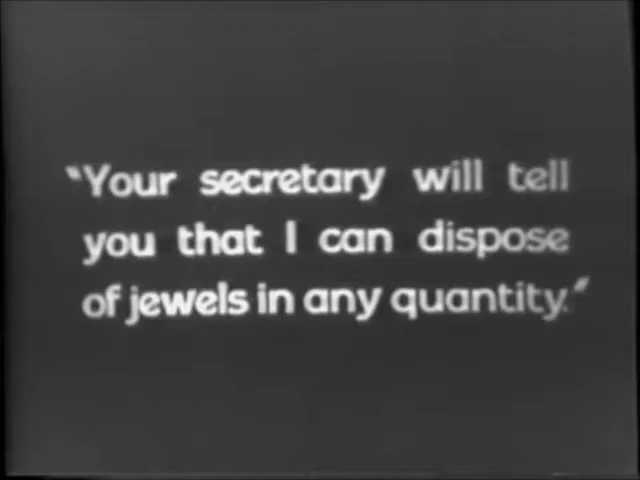 "Your secretary will tell
you that I can dispose
of jewels in any quantity."